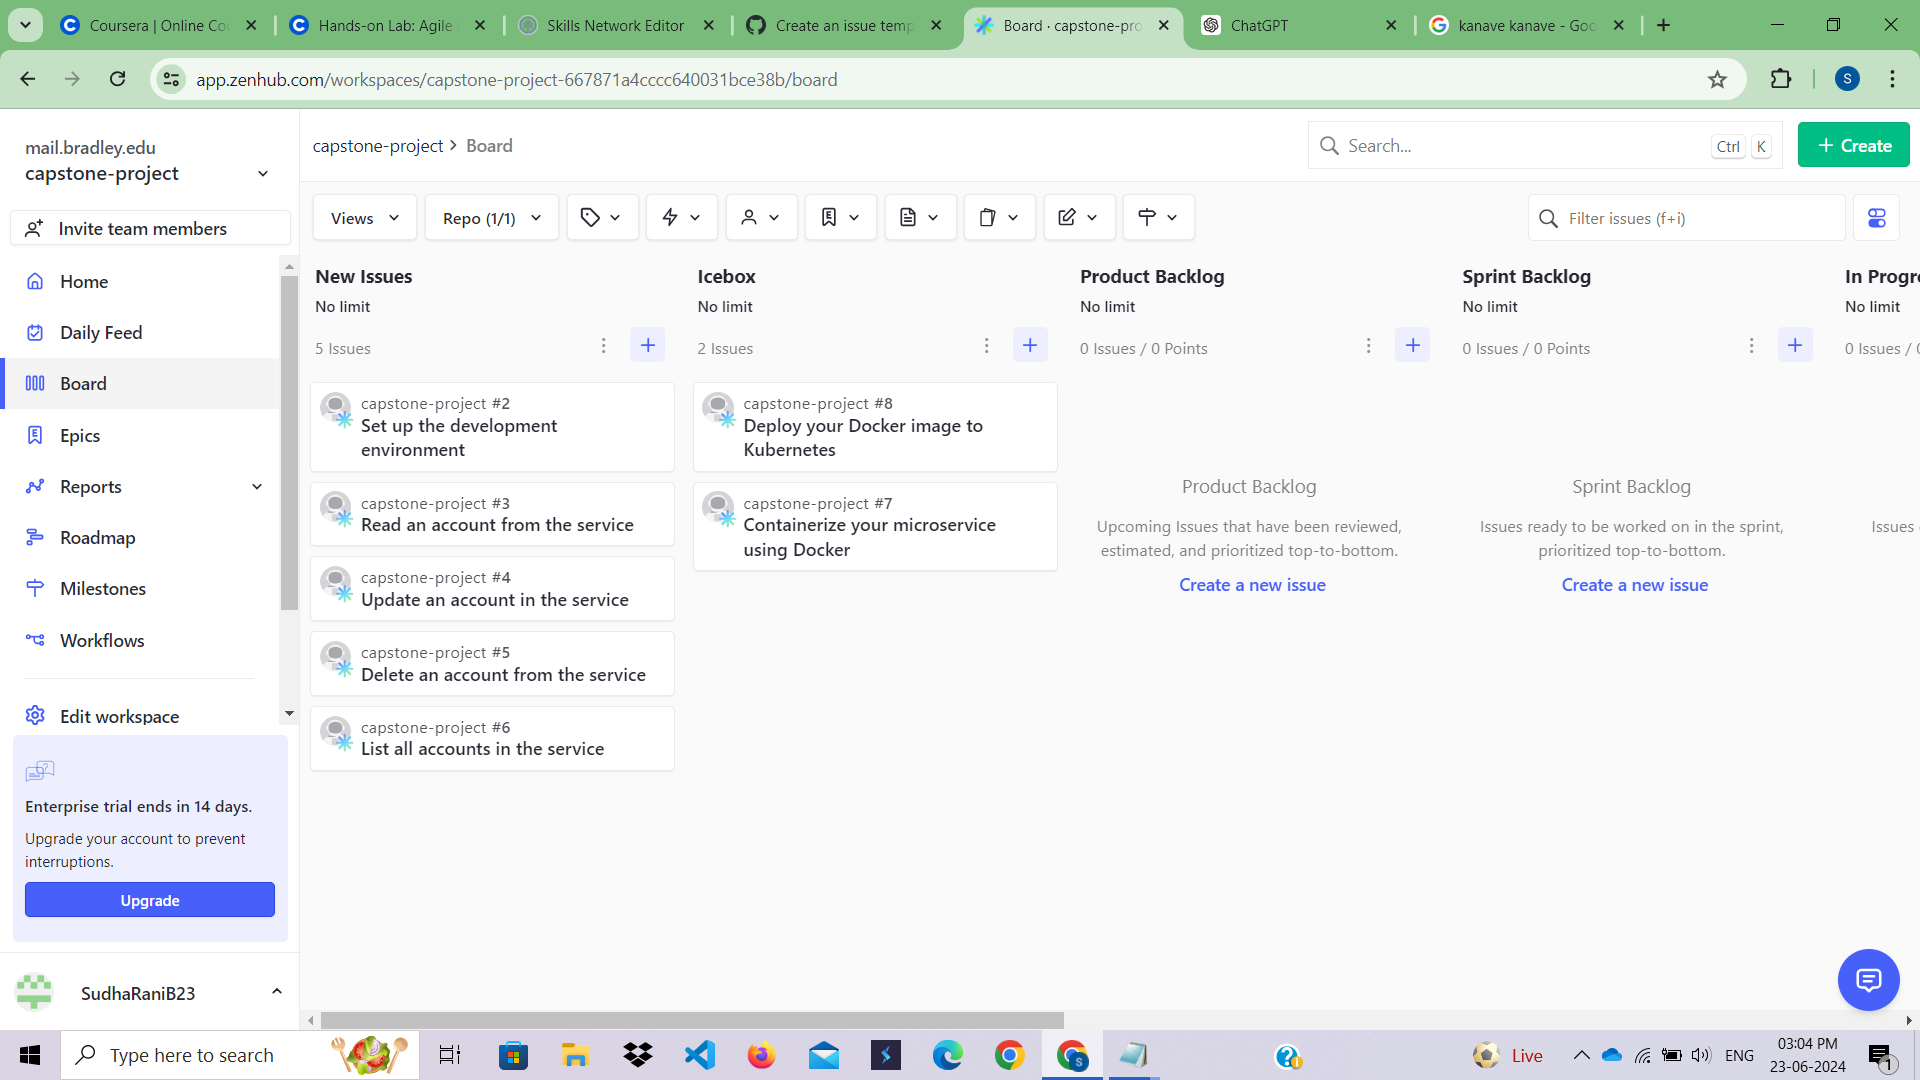 Coursera | Online Co
Hands-on Lab: Agile
Skills Network Editor
Create an issue temp
Board · capstone-pro
ChatGPT
kanave kanave - Goo
app.zenhub.com/workspaces/capstone-project-667871a4cccc640031bce38b/board
S
mail.bradley.edu
capstone-project
Invite team members
Home
Daily Feed
Board
Epics
Reports
Roadmap
Milestones
Workflows
Edit workspace
Enterprise trial ends in 14 days.
Upgrade your account to prevent
interruptions.
Upgrade
SudhaRaniB23
capstone-project > Board
Search...
Ctrl K
+ Create
Views
Repo (1/1)
Filter issues (f+i)
New Issues
No limit
5 Issues
capstone-project #2
Set up the development
environment
capstone-project #3
Read an account from the service
capstone-project #4
Update an account in the service
capstone-project #5
Delete an account from the service
capstone-project #6
List all accounts in the service
Icebox
No limit
2 Issues
capstone-project #8
Deploy your Docker image to
Kubernetes
capstone-project #7
Containerize your microservice
using Docker
Product Backlog
No limit
0 Issues / 0 Points
Product Backlog
Upcoming Issues that have been reviewed,
estimated, and prioritized top-to-bottom.
Create a new issue
Sprint Backlog
No limit
0 Issues / 0 Points
Sprint Backlog
Issues ready to be worked on in the sprint,
prioritized top-to-bottom.
Create a new issue
In Progr
No limit
0 Issues /
Issues
Type here to search
Live
ENG
03:04 PM
23-06-2024
1